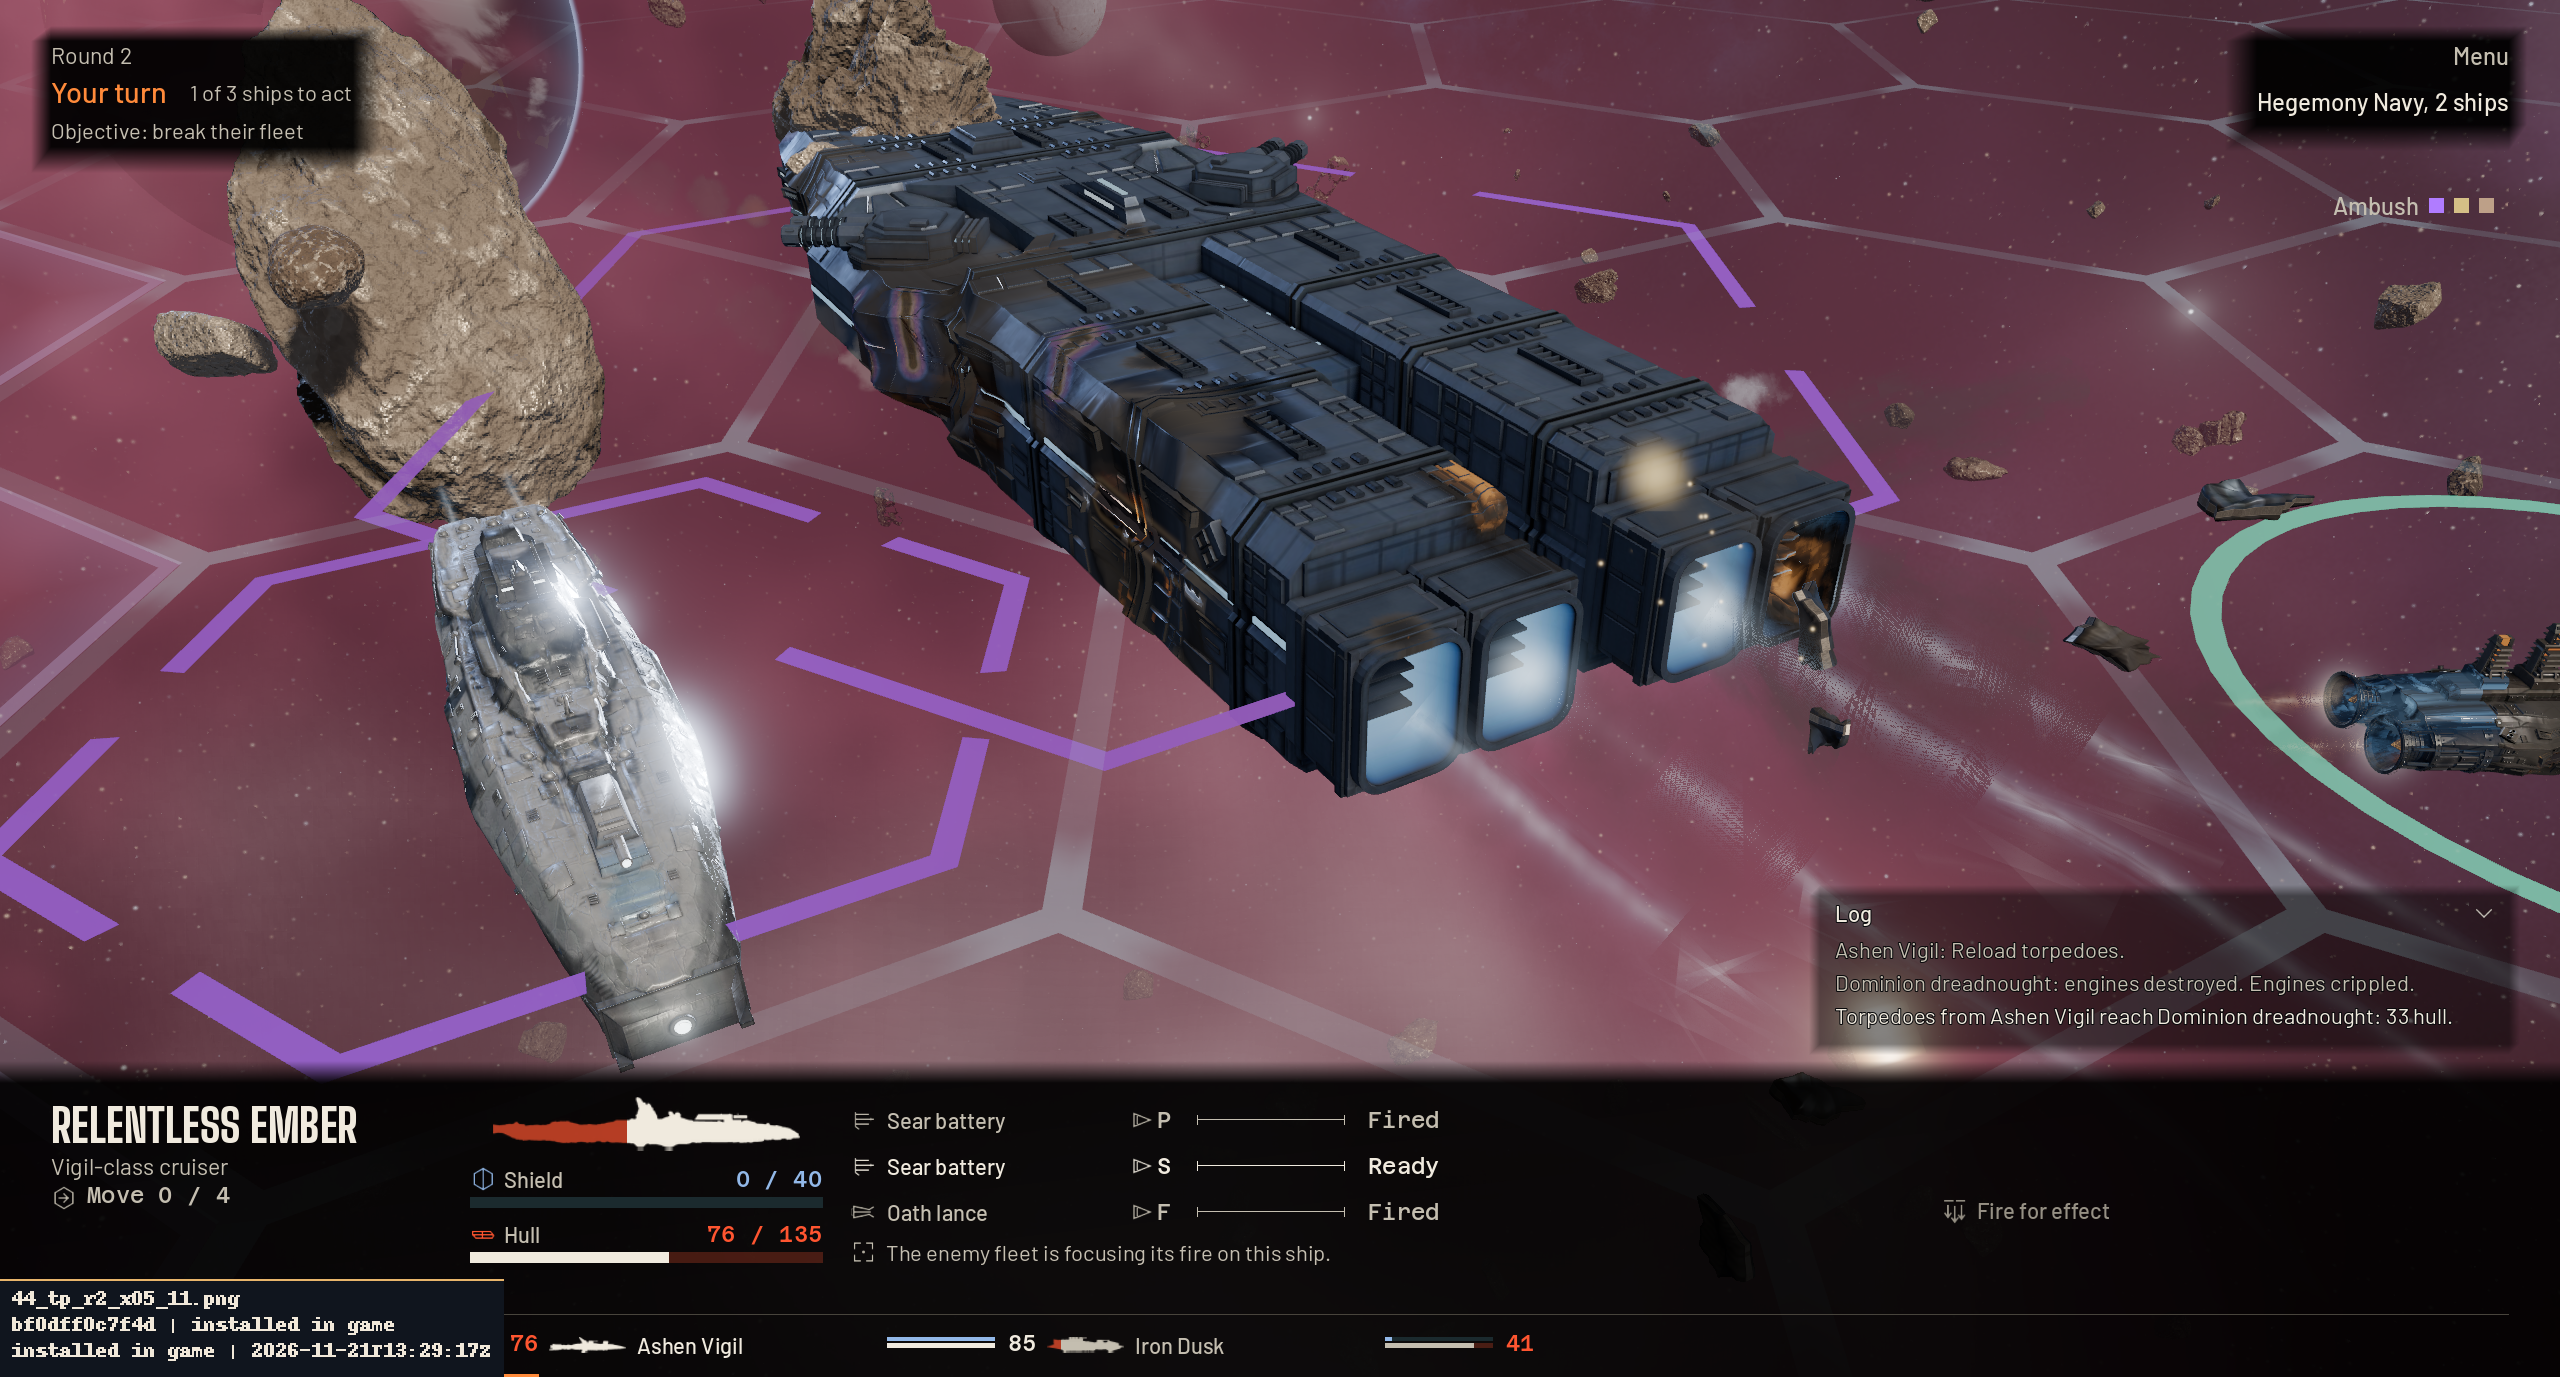 Round 2
Your turn 1 of 3 ships to act
Objective: break their fleet
Menu
Hegemony Navy, 2 ships
Ambush
Log
Ashen Vigil: Reload torpedoes.
Dominion dreadnought: engines destroyed. Engines crippled.
Torpedoes from Ashen Vigil reach Dominion dreadnought: 33 hull.
RELENTLESS EMBER
Vigil-class cruiser
Move 0 / 4
Shield 0 / 40
Hull 76 / 135
Sear battery P Fired
Sear battery S Ready
Oath lance F Fired
The enemy fleet is focusing its fire on this ship.
Fire for effect
44_tp_r2_x05_11.png
bf0dff0c7f4d | installed in game
installed in game | 2026-11-21T13:29:17Z
76 Ashen Vigil 85 Iron Dusk 41